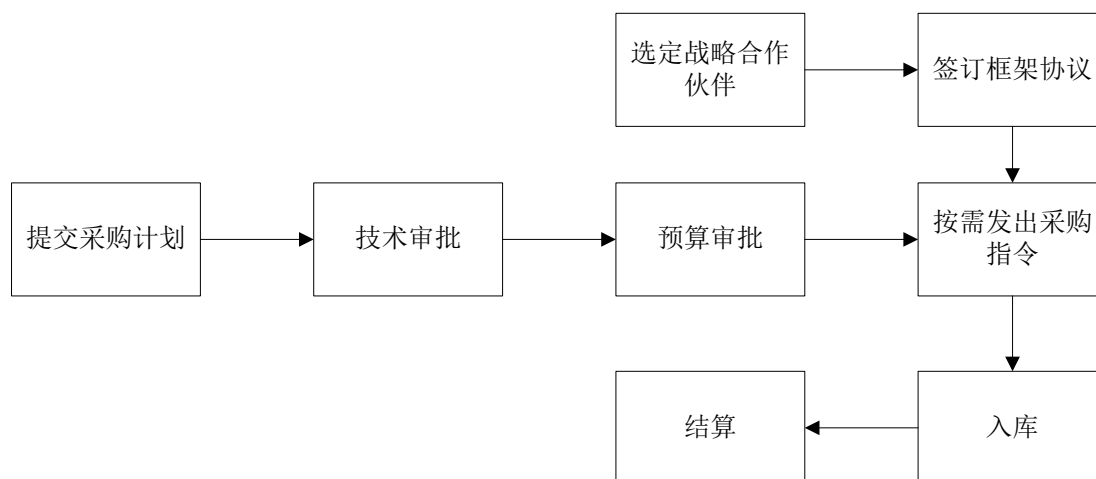 选定战略合作
伙伴
签订框架协议
提交采购计划
技术审批
预算审批
按需发出采购
指令
结算
入库